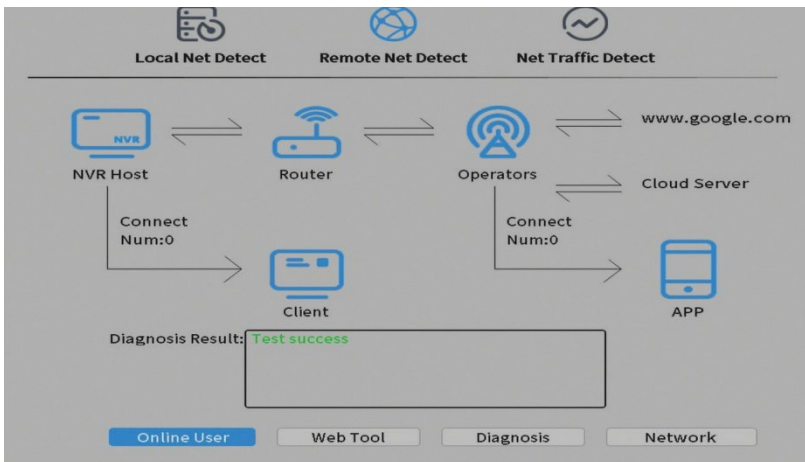 Local Net Detect
Remote Net Detect
Net Traffic Detect
NVR
www.google.com
NVR Host
Router
Operators
Cloud Server
Connect
Num:0
Connect
Num:0
Client
APP
Diagnosis Result:
Test success
Online User
Web Tool
Diagnosis
Network